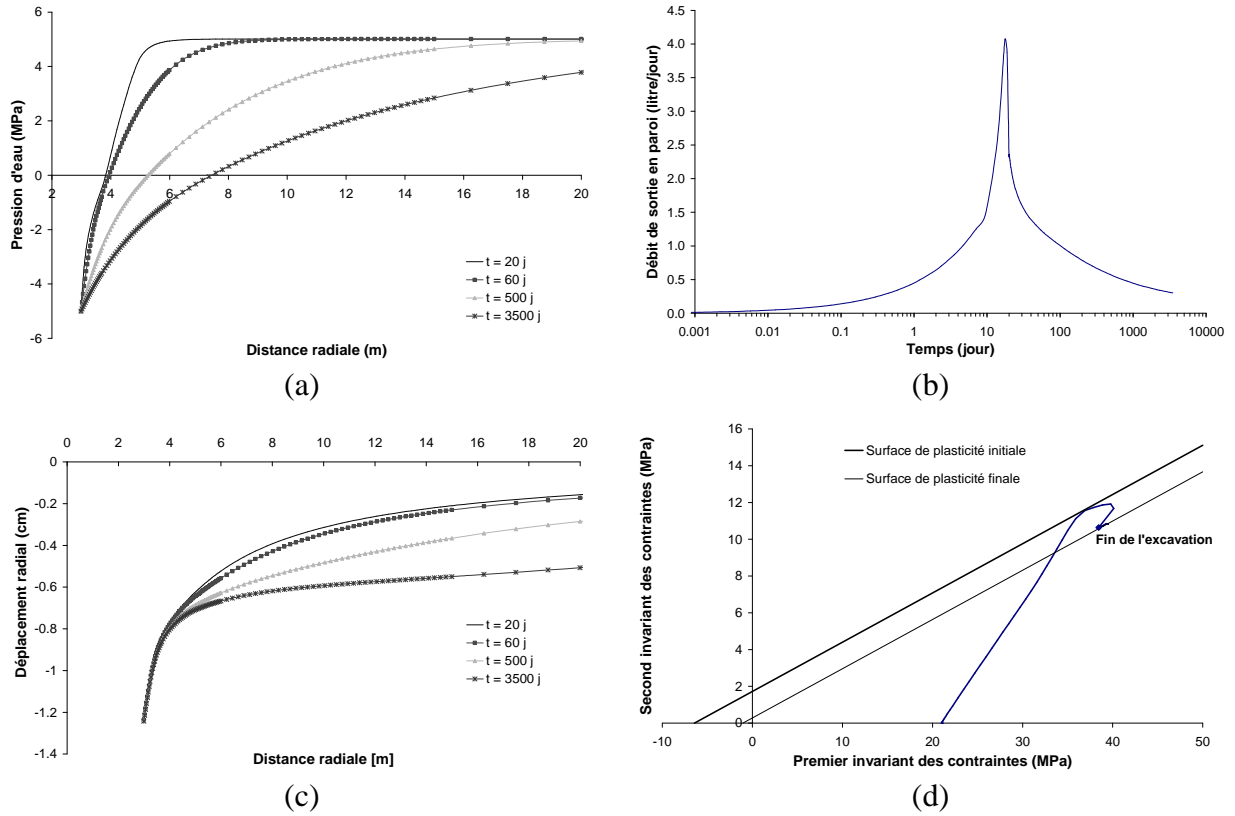 6
4
2
0
-2
-4
-6
2 4 6 8 10 12 14 16 18 20
Pression d'eau (MPa)
Distance radiale (m)
t = 20 j
t = 60 j
t = 500 j
t = 3500 j
(a)
4.5
4.0
3.5
3.0
2.5
2.0
1.5
1.0
0.5
0.0
0.001 0.01 0.1 1 10 100 1000 10000
Débit de sortie en paroi (litre/jour)
Temps (jour)
(b)
0 2 4 6 8 10 12 14 16 18 20
0
-0.2
-0.4
-0.6
-0.8
-1
-1.2
-1.4
Déplacement radial (cm)
Distance radiale [m]
t = 20 j
t = 60 j
t = 500 j
t = 3500 j
(c)
16
14
12
10
8
6
4
2
0
-10 0 10 20 30 40 50
Second invariant des contraintes (MPa)
Premier invariant des contraintes (MPa)
Surface de plasticité initiale
Surface de plasticité finale
Fin de l'excavation
(d)